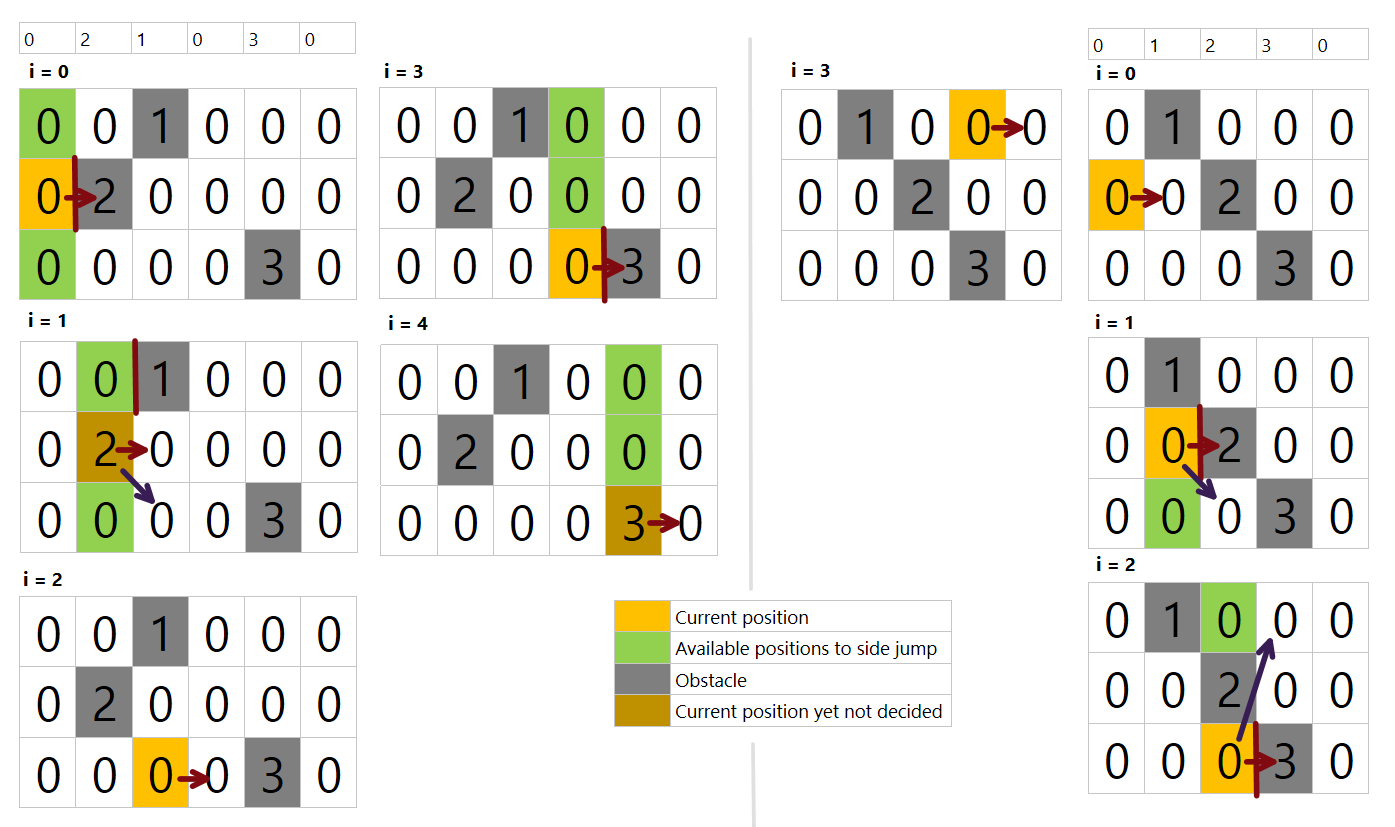 0 2 1 0 3 0
i = 0
0 0 1 0 0 0
0 2 0 0 0 0
0 0 0 0 3 0
i = 1
0 0 1 0 0 0
0 2 0 0 0 0
0 0 0 0 3 0
i = 2
0 0 1 0 0 0
0 2 0 0 0 0
0 0 0 0 3 0
i = 3
0 0 1 0 0 0
0 2 0 0 0 0
0 0 0 0 3 0
i = 4
0 0 1 0 0 0
0 2 0 0 0 0
0 0 0 0 3 0
i = 3
0 1 0 0 0
0 0 2 0 0
0 0 0 3 0
0 1 2 3 0
i = 0
0 1 0 0 0
0 0 2 0 0
0 0 0 3 0
i = 1
0 1 0 0 0
0 0 2 0 0
0 0 0 3 0
i = 2
0 1 0 0 0
0 0 2 0 0
0 0 0 3 0
Current position
Available positions to side jump
Obstacle
Current position yet not decided